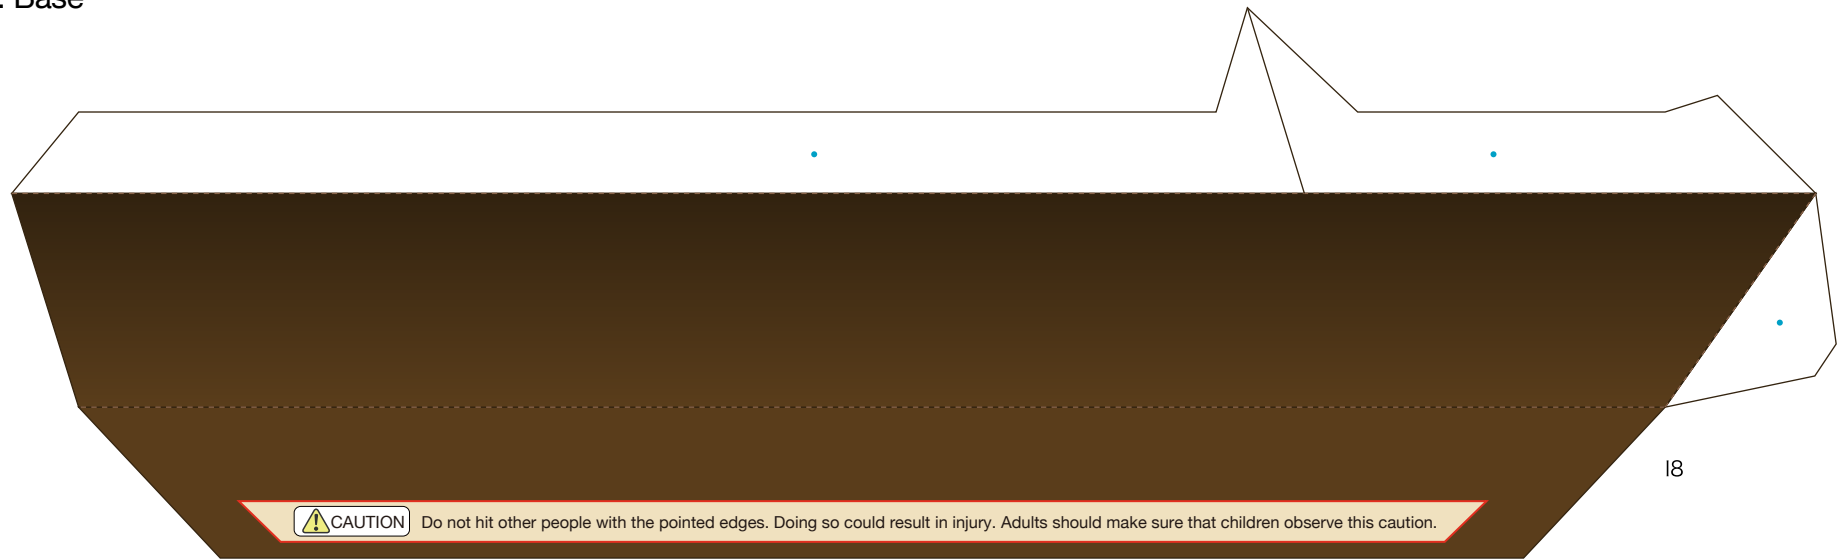 . Base
I8
CAUTION Do not hit other people with the pointed edges. Doing so could result in injury. Adults should make sure that children observe this caution.